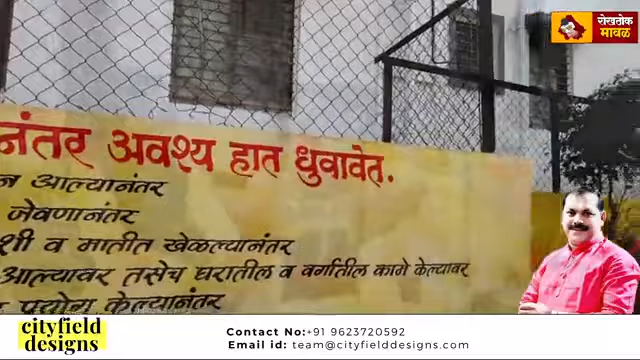 रोखठोक
मावळ
नंतर अवश्य हात धुवावेत.
न आल्यानंतर
जेवणानंतर
शी व मातीत खेळल्यानंतर
आल्यावर तसेच घरातील व वर्गातील कामे केल्यावर
प्रयोग केल्यानंतर
cityfield
designs
Contact No:+91 9623720592
Email id: team@cityfielddesigns.com